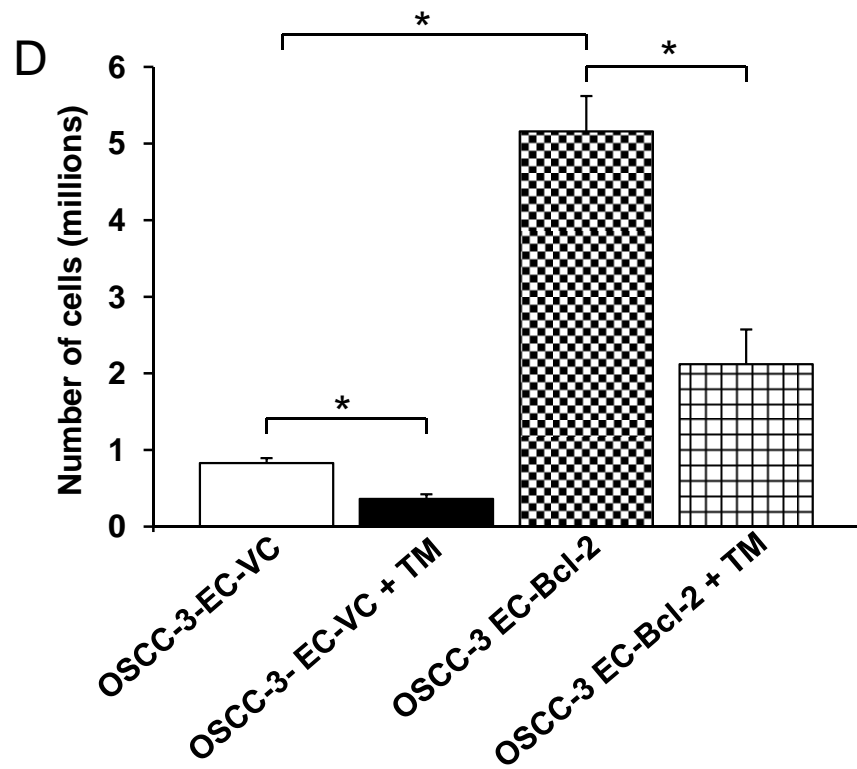 D
*
*
*
Number of cells (millions)
6
5
4
3
2
1
0
OSCC-3-EC-VC
OSCC-3- EC-VC + TM
OSCC-3 EC-Bcl-2
OSCC-3 EC-Bcl-2 + TM